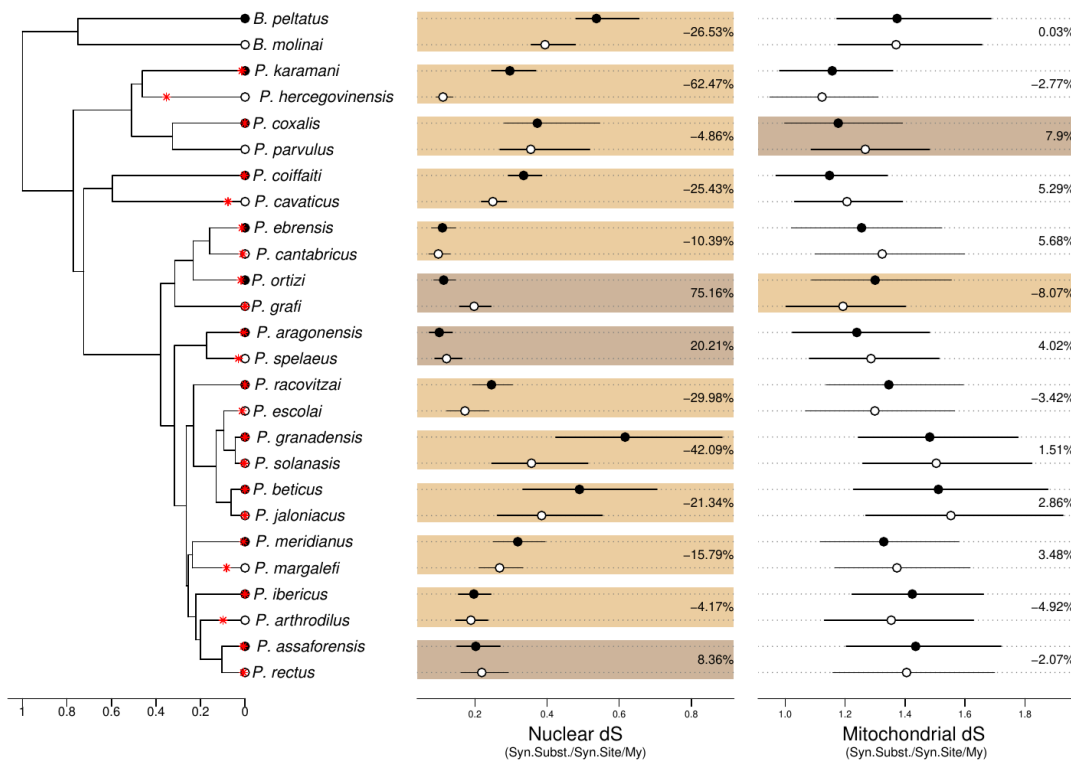 B. peltatus
−26.53%
0.03%
B. molinai
P. karamani
−62.47%
−2.77%
P. hercegovinensis
P. coxalis
−4.86%
7.9%
P. parvulus
P. coiffaiti
−25.43%
5.29%
P. cavaticus
P. ebrensis
−10.39%
5.68%
P. cantabricus
P. ortizi
75.16%
−8.07%
P. grafi
P. aragonensis
20.21%
4.02%
P. spelaeus
P. racovitzai
−29.98%
−3.42%
P. escolai
P. granadensis
−42.09%
1.51%
P. solanasis
P. beticus
−21.34%
2.86%
P. jaloniacus
P. meridianus
−15.79%
3.48%
P. margalefi
P. ibericus
−4.17%
−4.92%
P. arthrodilus
P. assaforensis
8.36%
−2.07%
P. rectus
1 0.8 0.6 0.4 0.2 0
0.2 0.4 0.6 0.8
1.0 1.2 1.4 1.6 1.8
Nuclear dS
(Syn.Subst./Syn.Site/My)
Mitochondrial dS
(Syn.Subst./Syn.Site/My)